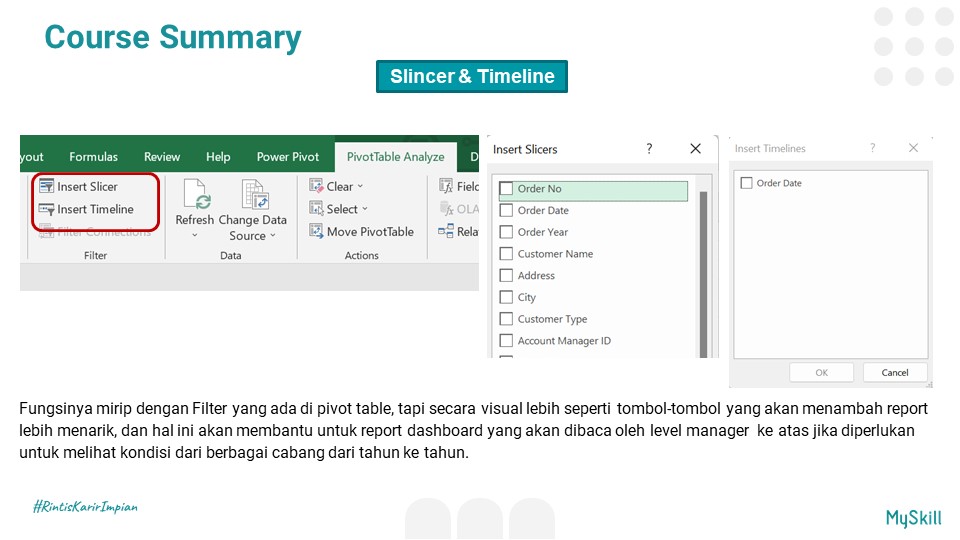 Course Summary
Slincer & Timeline
yout Formulas Review Help Power Pivot PivotTable Analyze D
Insert Slicer
Insert Timeline
Filter Connections
Filter
Refresh Change Data
Source
Data
Clear
Select
Move PivotTable
Actions
Field
OLA
Rela
Insert Slicers ? ✕
Order No
Order Date
Order Year
Customer Name
Address
City
Customer Type
Account Manager ID
Insert Timelines ? ✕
Order Date
OK Cancel
Fungsinya mirip dengan Filter yang ada di pivot table, tapi secara visual lebih seperti tombol-tombol yang akan menambah report
lebih menarik, dan hal ini akan membantu untuk report dashboard yang akan dibaca oleh level manager ke atas jika diperlukan
untuk melihat kondisi dari berbagai cabang dari tahun ke tahun.
#RintisKarirImpian
MySkill